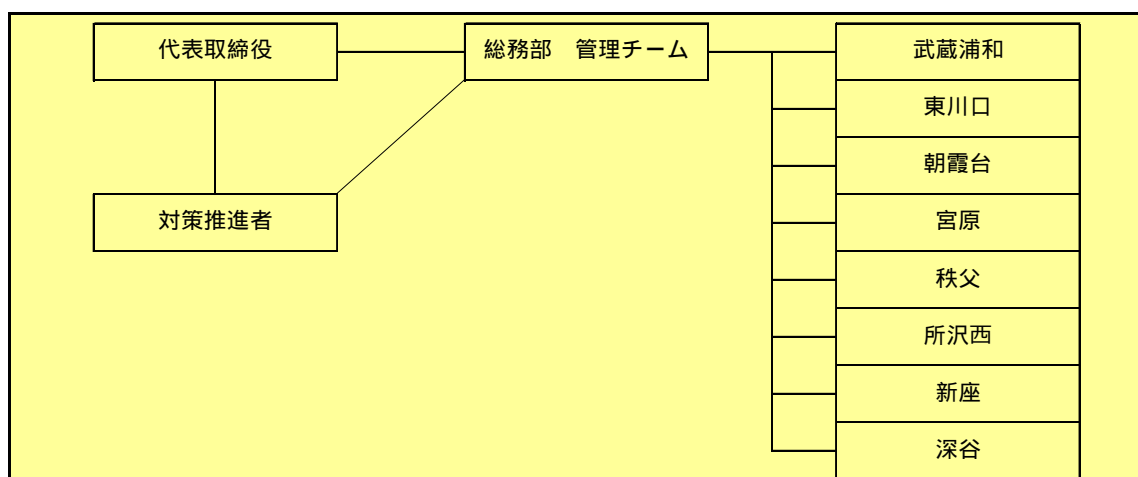 代表取締役
総務部　管理チーム
対策推進者
武蔵浦和
東川口
朝霞台
宮原
秩父
所沢西
新座
深谷